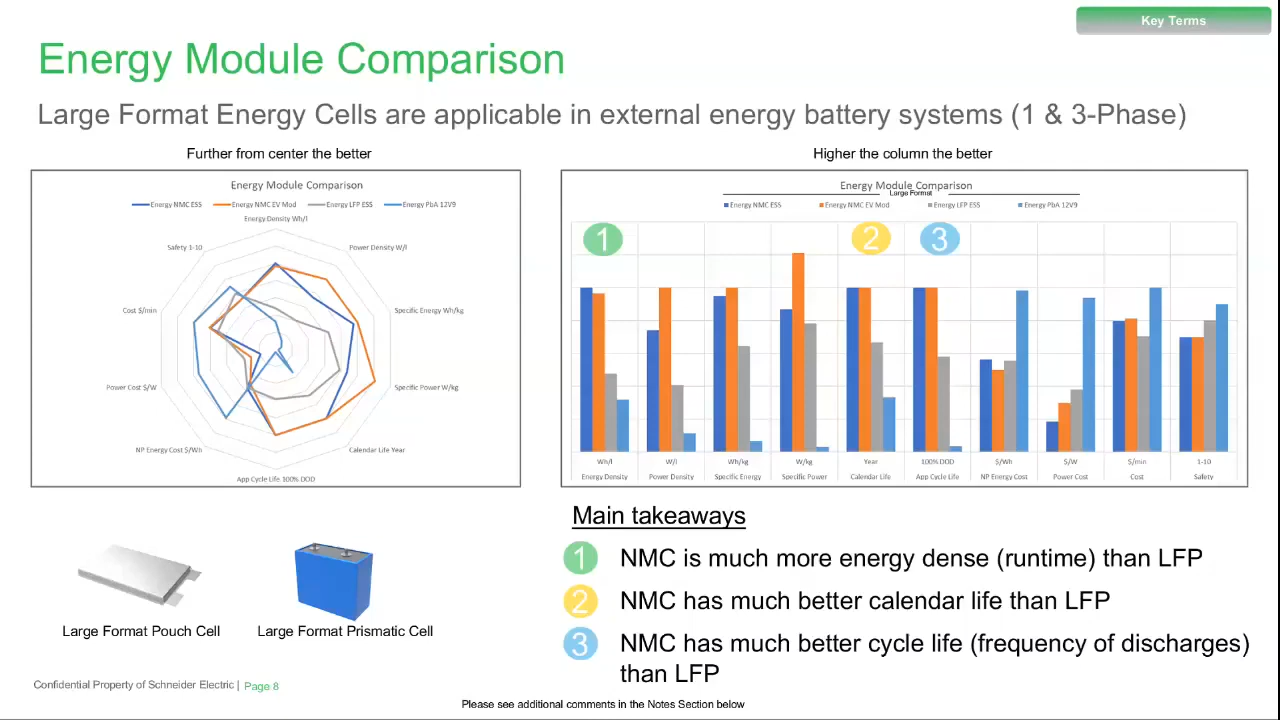 Key Terms
Energy Module Comparison
Large Format Energy Cells are applicable in external energy battery systems (1 & 3-Phase)
Further from center the better
Energy Module Comparison
Energy NMC ESS Energy NMC EV Mod Energy LFP ESS Energy PbA 12V9
Energy Density Wh/l
Safety 1-10 Power Density W/l
Cost $/min Specific Energy Wh/kg
Power Cost $/W Specific Power W/kg
NP Energy Cost $/Wh Calendar Life Year
App Cycle Life 100% DOD
Higher the column the better
Energy Module Comparison
Large Format
Energy NMC ESS Energy NMC EV Mod Energy LFP ESS Energy PbA 12V9
1 2 3
Wh/l W/l Wh/kg W/kg Year 100% DOD $/Wh $/W $/min 1-10
Energy Density Power Density Specific Energy Specific Power Calendar Life App Cycle Life NP Energy Cost Power Cost Cost Safety
Large Format Pouch Cell Large Format Prismatic Cell
Main takeaways
1 NMC is much more energy dense (runtime) than LFP
2 NMC has much better calendar life than LFP
3 NMC has much better cycle life (frequency of discharges)
than LFP
Confidential Property of Schneider Electric | Page 8
Please see additional comments in the Notes Section below